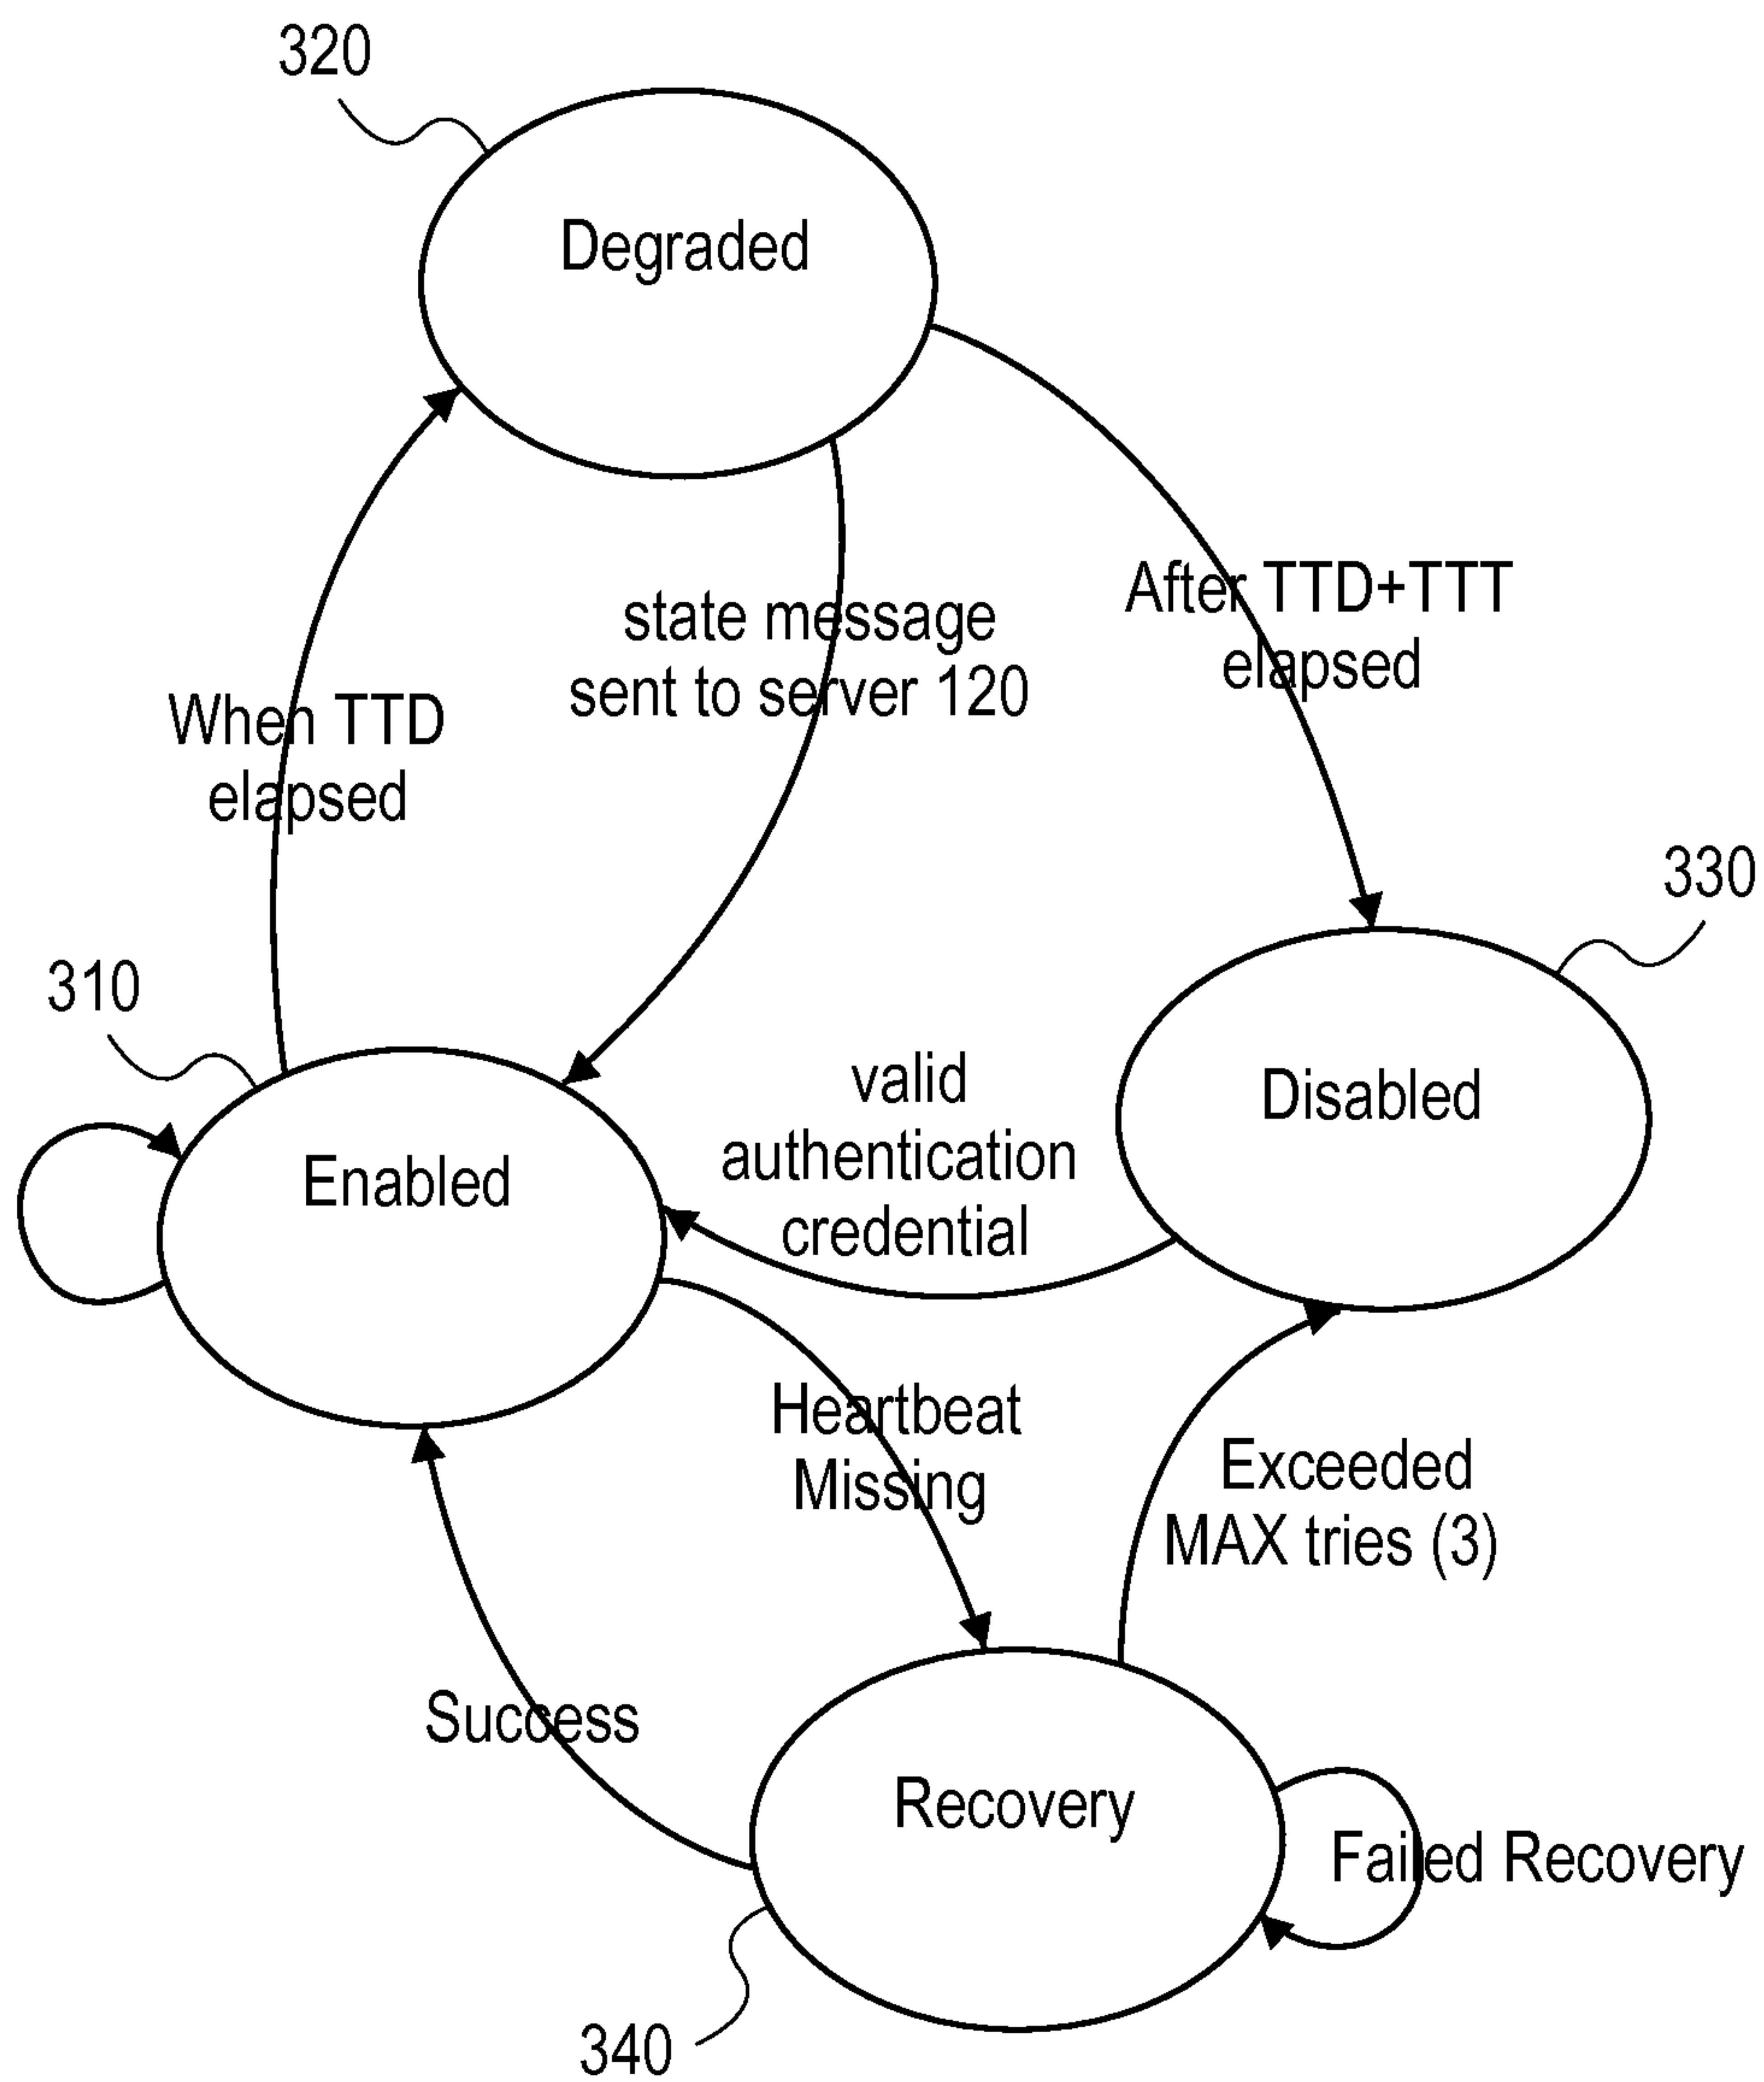 320
Degraded
state message
sent to server 120
After TTD+TTT
elapsed
When TTD
elapsed
330
310
valid
authentication
credential
Disabled
Enabled
Heartbeat
Missing
Exceeded
MAX tries (3)
Success
Recovery
Failed Recovery
340